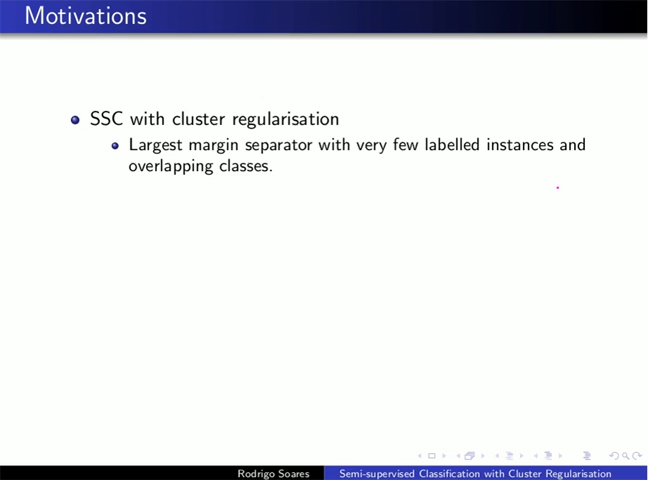 Motivations
SSC with cluster regularisation
Largest margin separator with very few labelled instances and
overlapping classes.
Rodrigo Soares
Semi-supervised Classification with Cluster Regularisation